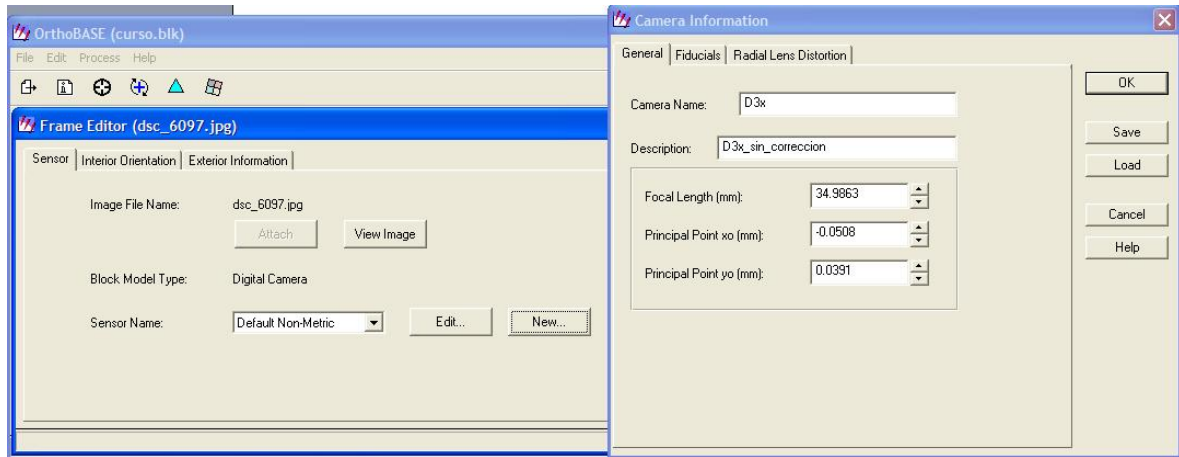 OrthoBASE (curso.blk)
File Edit Process Help
Frame Editor (dsc_6097.jpg)
Sensor Interior Orientation Exterior Information
Image File Name: dsc_6097.jpg
Attach View Image
Block Model Type: Digital Camera
Sensor Name: Default Non-Metric Edit... New...
Camera Information
General Fiducials Radial Lens Distortion
Camera Name: D3x
Description: D3x_sin_correccion
Focal Length (mm): 34.9863
Principal Point xo (mm): -0.0508
Principal Point yo (mm): 0.0391
OK
Save
Load
Cancel
Help